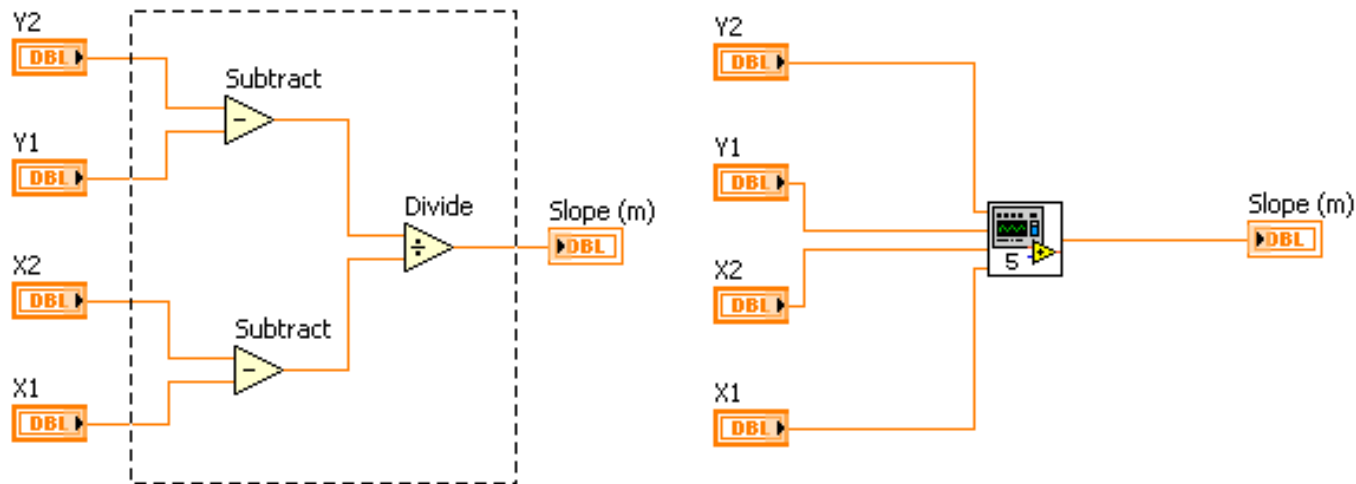 Y2
DBL
Subtract
-
Y1
DBL
Divide
÷
Slope (m)
DBL
X2
DBL
Subtract
-
X1
DBL
Y2
DBL
Y1
DBL
5
+
Slope (m)
DBL
X2
DBL
X1
DBL